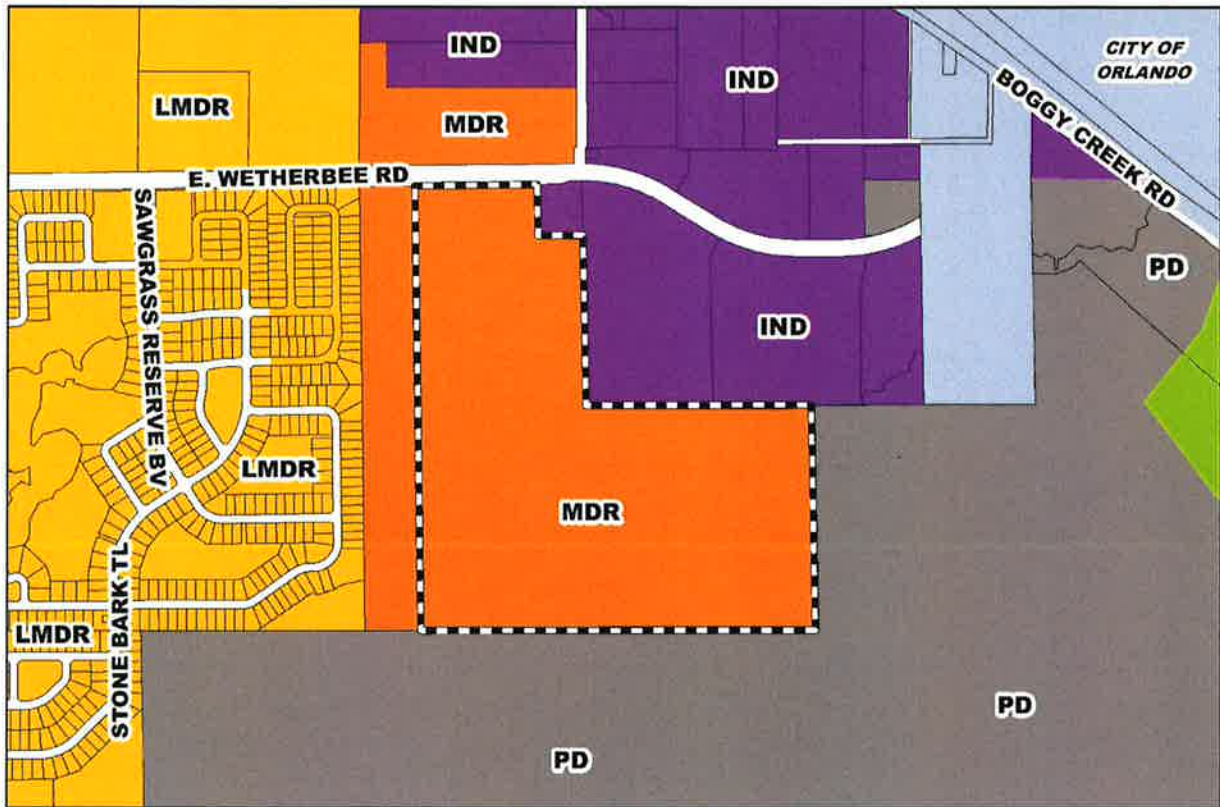 IND
IND
CITY OF
ORLANDO
LMDR
MDR
BOGGY CREEK RD
E. WETHERBEE RD
SAWGRASS RESERVE BV
PD
IND
LMDR
MDR
STONE BARK TL
LMDR
PD
PD